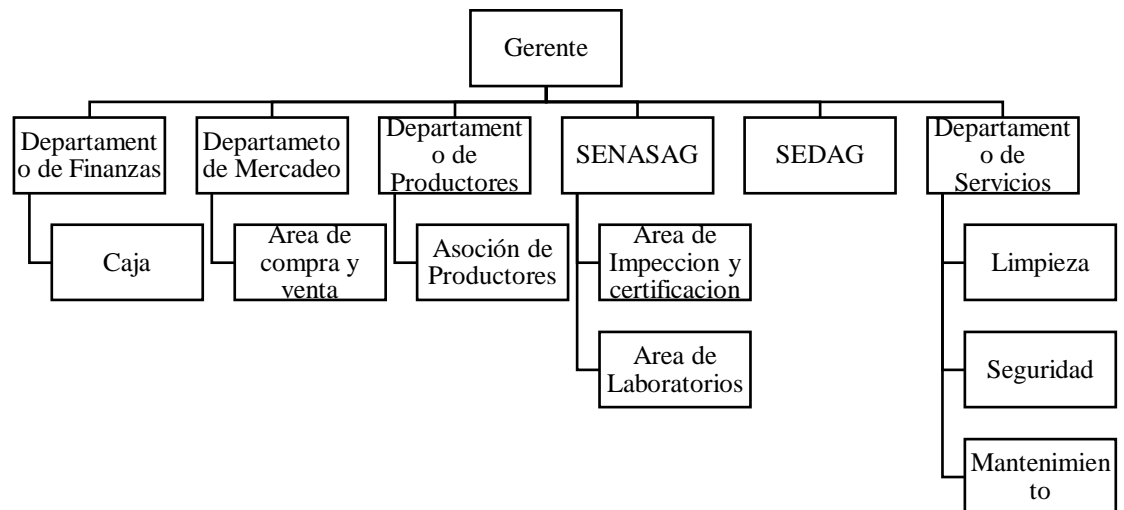 Gerente
Departament
o de Finanzas
Departameto
de Mercadeo
Departament
o de
Productores
SENASAG
SEDAG
Departament
o de
Servicios
Caja
Area de
compra y
venta
Asoción de
Productores
Area de
Impeccion y
certificacion
Limpieza
Area de
Laboratorios
Seguridad
Mantenimien
to